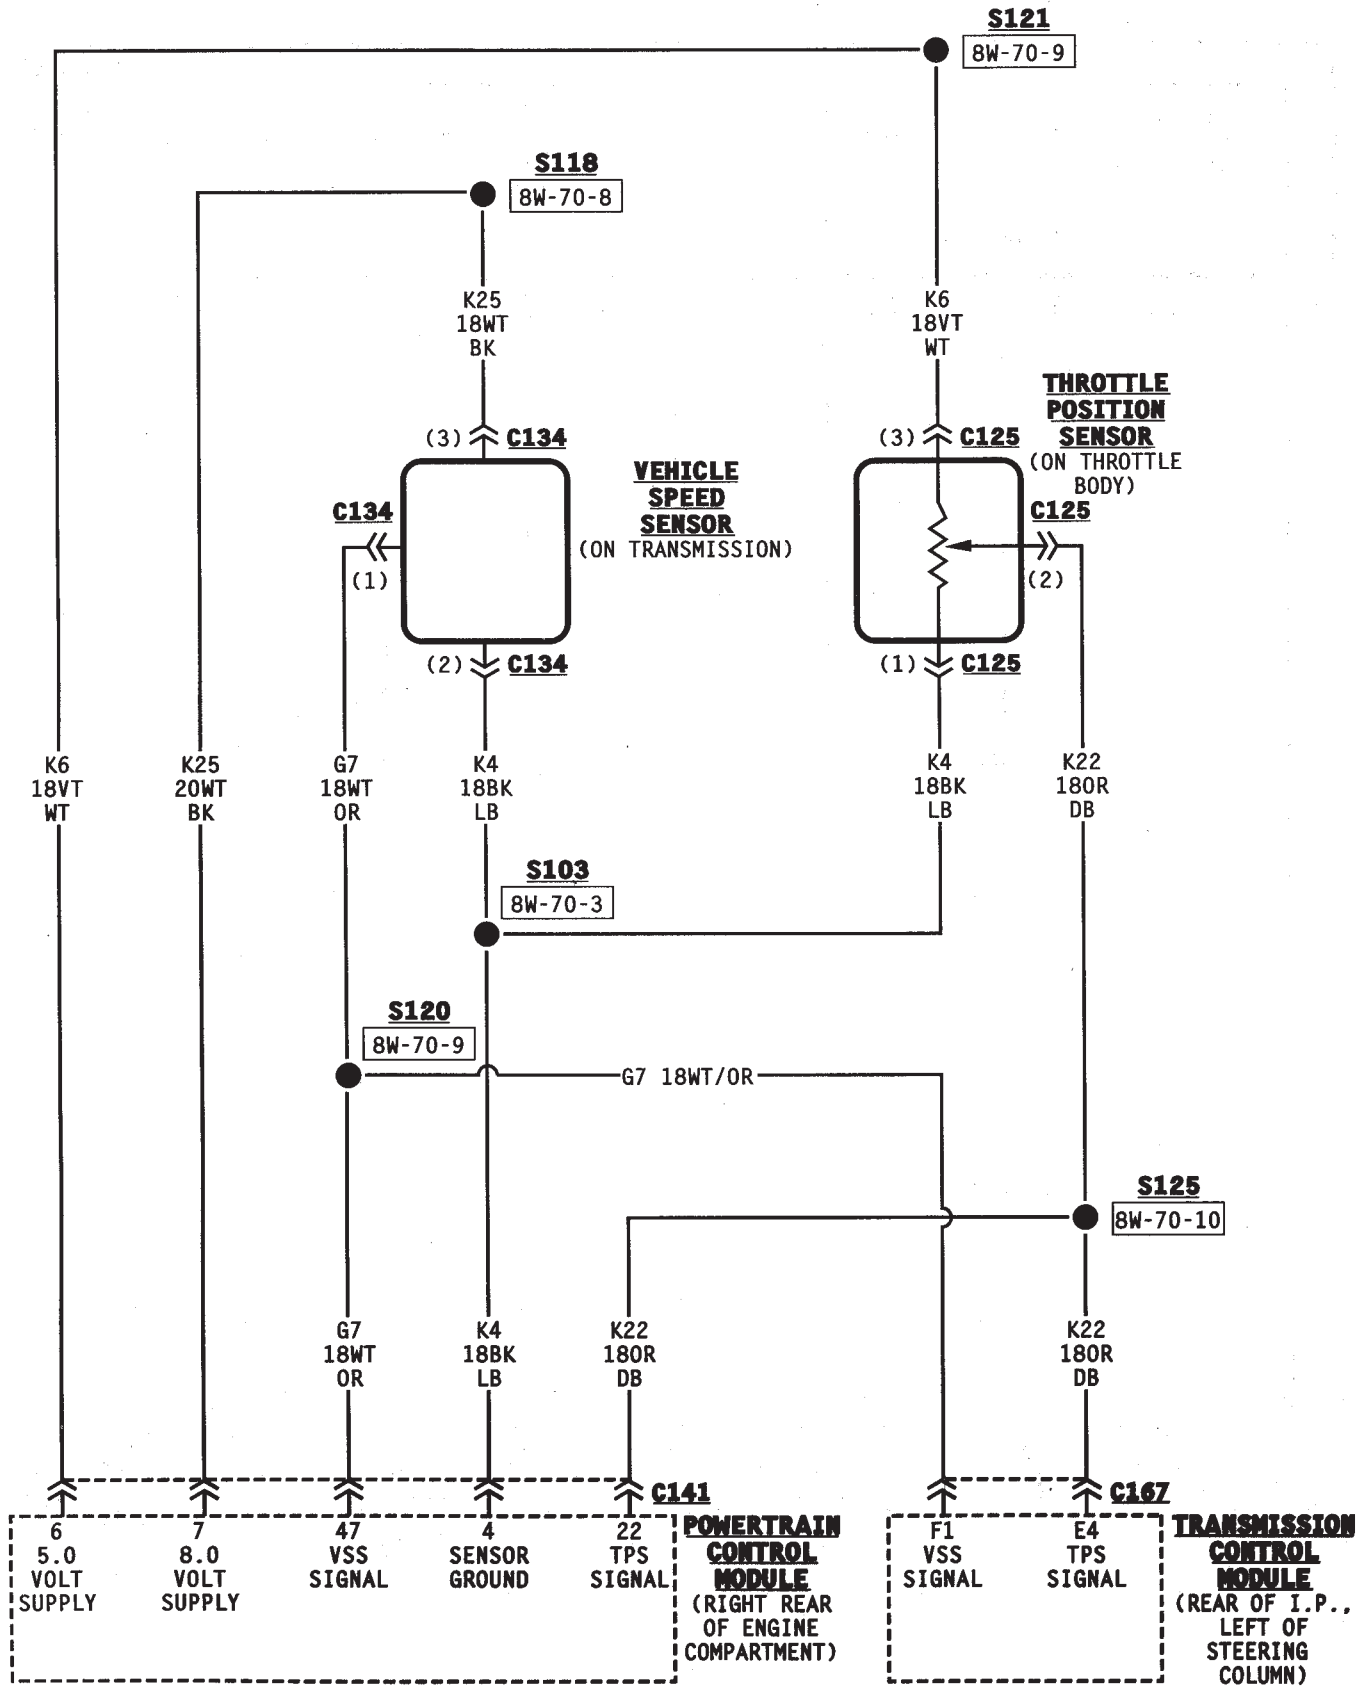 S121
8W-70-9
S118
8W-70-8
K25
18WT
BK
K6
18VT
WT
THROTTLE
POSITION
SENSOR
(ON THROTTLE
BODY)
(3) C134
(3) C125
VEHICLE
SPEED
SENSOR
(ON TRANSMISSION)
C134
(1)
C125
(2)
(2) C134
(1) C125
K6
18VT
WT
K25
20WT
BK
G7
18WT
OR
K4
18BK
LB
K4
18BK
LB
K22
18OR
DB
S103
8W-70-3
S120
8W-70-9
G7 18WT/OR
S125
8W-70-10
G7
18WT
OR
K4
18BK
LB
K22
18OR
DB
K22
18OR
DB
C141
C167
6
5.0
VOLT
SUPPLY
7
8.0
VOLT
SUPPLY
47
VSS
SIGNAL
4
SENSOR
GROUND
22
TPS
SIGNAL
POWERTRAIN
CONTROL
MODULE
(RIGHT REAR
OF ENGINE
COMPARTMENT)
F1
VSS
SIGNAL
E4
TPS
SIGNAL
TRANSMISSION
CONTROL
MODULE
(REAR OF I.P.,
LEFT OF
STEERING
COLUMN)